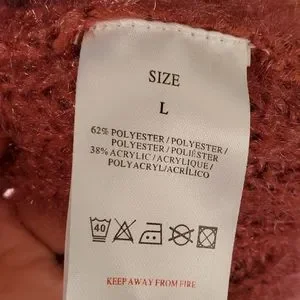 SIZE
L
62% POLYESTER / POLYESTER /
POLYESTER / POLIÉSTER
38% ACRYLIC / ACRYLIQUE /
POLYACRYL/ACRÍLICO
40
KEEP AWAY FROM FIRE